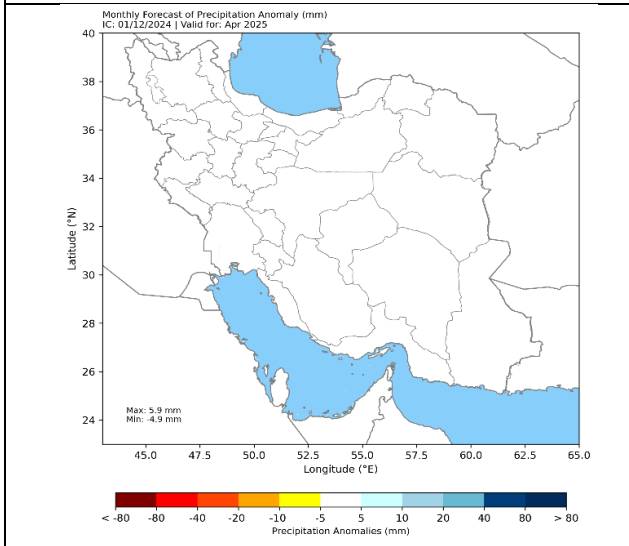 Monthly Forecast of Precipitation Anomaly (mm)
IC: 01/12/2024 | Valid for: Apr 2025
40
38
36
34
32
30
28
26
24
Latitude (°N)
Max: 5.9 mm
Min: -4.9 mm
45.0 47.5 50.0 52.5 55.0 57.5 60.0 62.5 65.0
Longitude (°E)
< -80 -80 -40 -20 -10 -5 5 10 20 40 80 > 80
Precipitation Anomalies (mm)